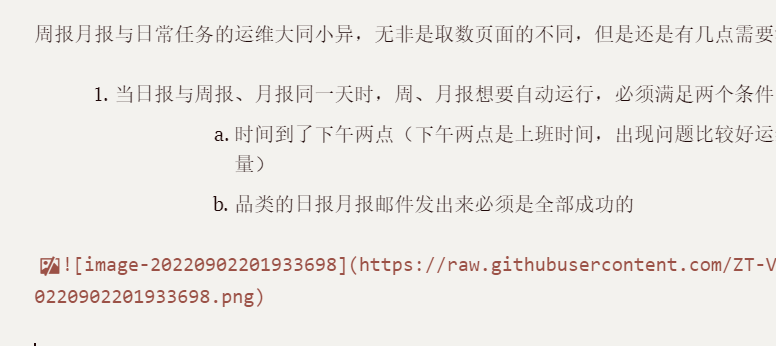 周报月报与日常任务的运维大同小异，无非是取数页面的不同，但是还是有几点需要
1. 当日报与周报、月报同一天时，周、月报想要自动运行，必须满足两个条件
a. 时间到了下午两点（下午两点是上班时间，出现问题比较好运
量）
b. 品类的日报月报邮件发出来必须是全部成功的
![image-20220902201933698](https://raw.githubusercontent.com/ZT-V
0220902201933698.png)